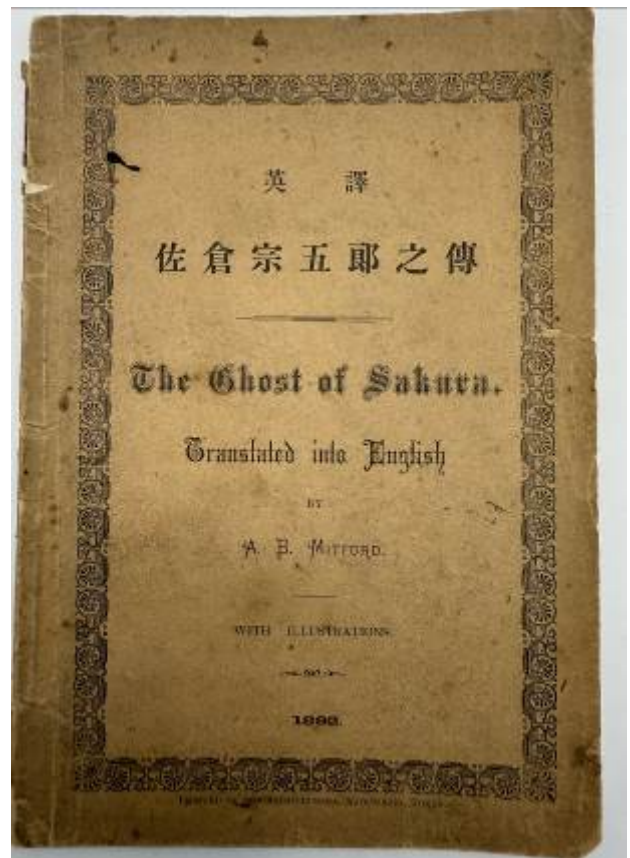 英譯
佐倉宗五郎之傳
The Ghost of Sakura.
Translated into English
BY
A. B. MITFORD.
WITH ILLUSTRATIONS.